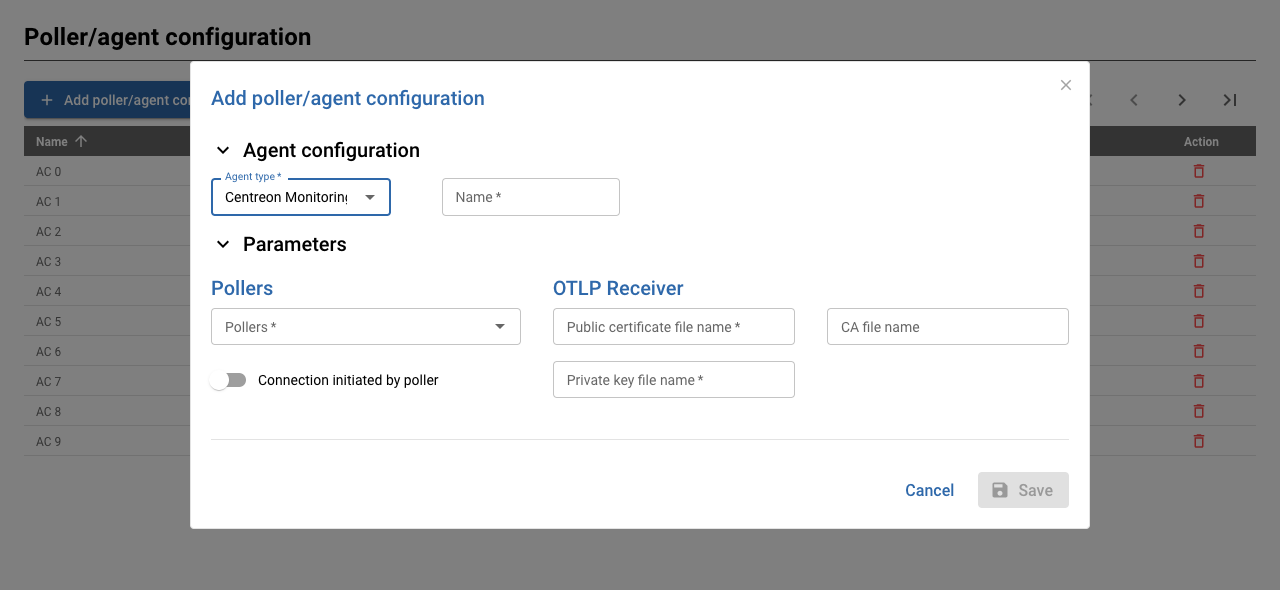 Poller/agent configuration
Add poller/agent co
Name
Action
AC 0
AC 1
AC 2
AC 3
AC 4
AC 5
AC 6
AC 7
AC 8
AC 9
Add poller/agent configuration
Agent configuration
Agent type *
Centreon Monitoring
Name *
Parameters
Pollers
OTLP Receiver
Pollers *
Public certificate file name *
CA file name
Connection initiated by poller
Private key file name *
Cancel
Save